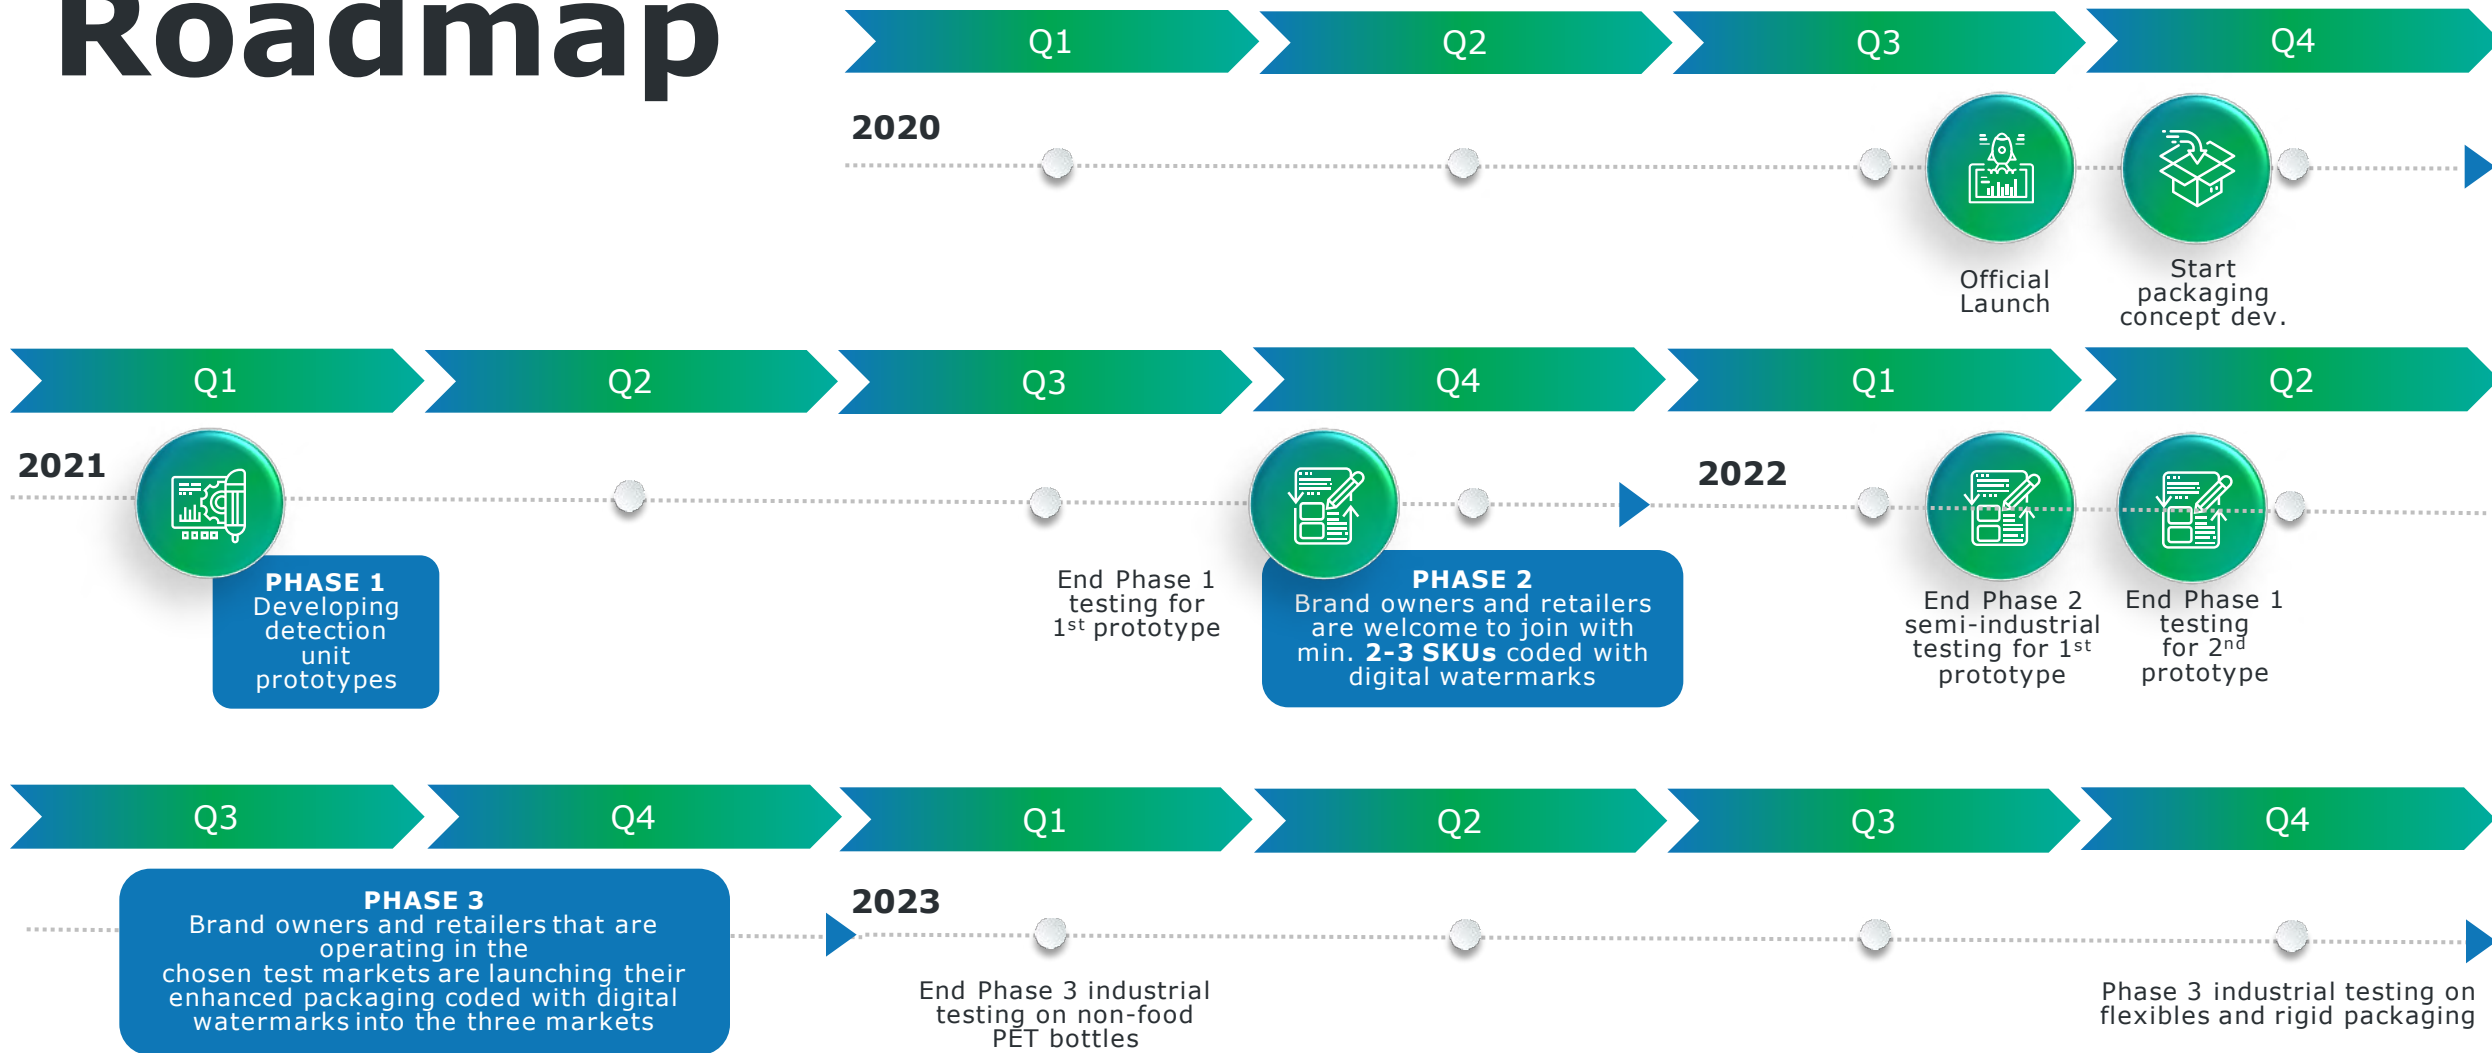 Roadmap
Q1
Q2
Q3
Q4
2020
Official
Launch
Start
packaging
concept dev.
Q1
Q2
Q3
Q4
Q1
Q2
2021
2022
PHASE 1
Developing
detection
unit
prototypes
End Phase 1
testing for
1st prototype
PHASE 2
Brand owners and retailers
are welcome to join with
min. 2-3 SKUs coded with
digital watermarks
End Phase 2
semi-industrial
testing for 1st
prototype
End Phase 1
testing
for 2nd
prototype
Q3
Q4
Q1
Q2
Q3
Q4
PHASE 3
Brand owners and retailers that are
operating in the
chosen test markets are launching their
enhanced packaging coded with digital
watermarks into the three markets
2023
End Phase 3 industrial
testing on non-food
PET bottles
Phase 3 industrial testing on
flexibles and rigid packaging